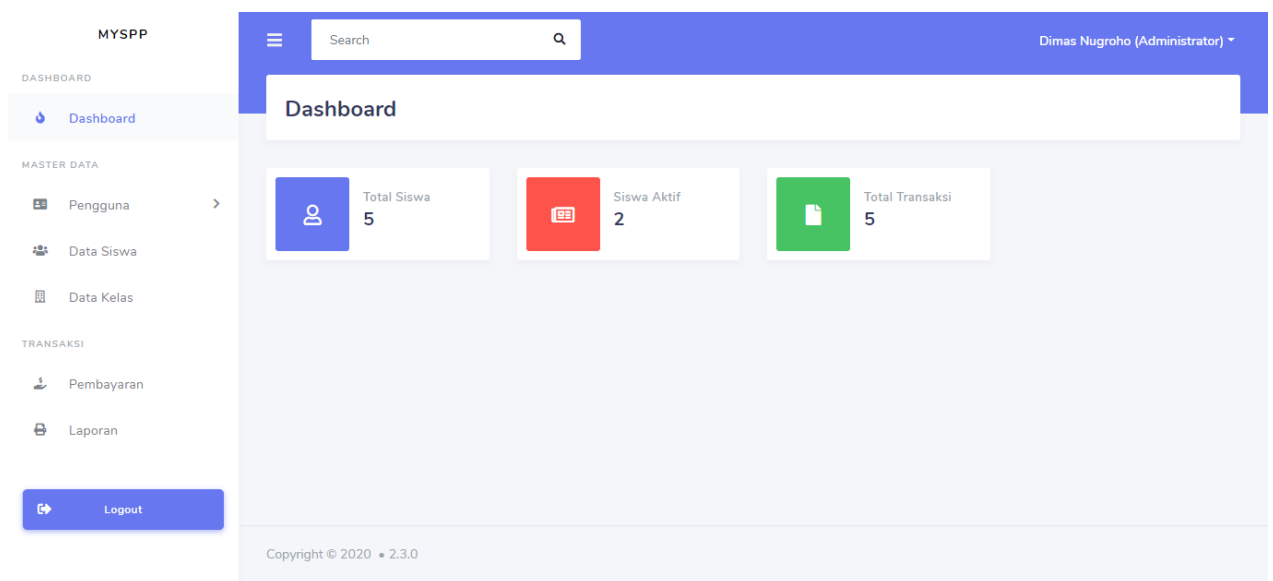 MYSPP
DASHBOARD
Dashboard
MASTER DATA
Pengguna
Data Siswa
Data Kelas
TRANSAKSI
Pembayaran
Laporan
Logout
Search
Dimas Nugroho (Administrator)
Dashboard
Total Siswa
5
Siswa Aktif
2
Total Transaksi
5
Copyright © 2020 • 2.3.0